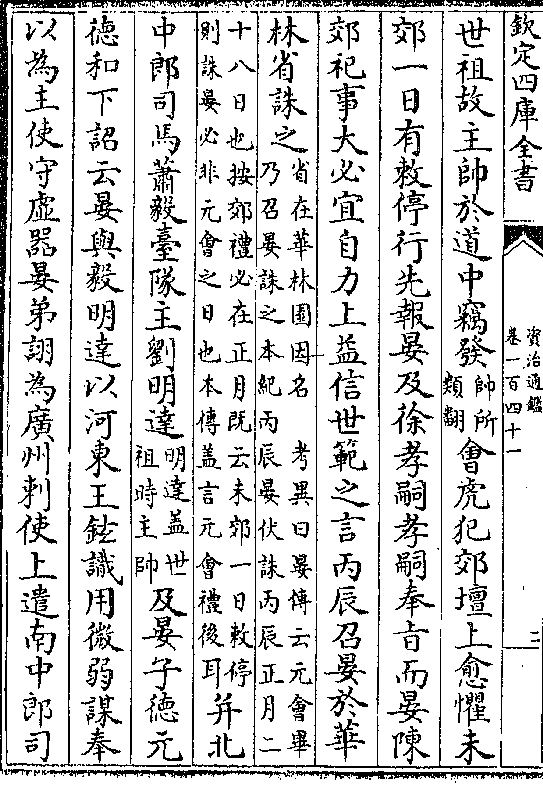 欽定四庫全書
資治通鑑
卷一百四十一
二
世祖故主帥於道中竊發帥所類翻會虎犯郊壇上愈懼未
郊一日有敕停行先報晏及徐孝嗣孝嗣奉旨而晏陳
郊祀事大必宜自力上益信世範之言丙辰召晏於華
林省誅之省在華林園因名 考異曰晏傳云元會畢乃召晏誅之本紀丙辰晏伏誅丙辰正月二
十八日也按郊禮必在正月既云未郊一日敕停則誅晏必非元會之日也本傳盖言元會禮後耳并北
中郎司馬蕭毅臺隊主劉明達明達盖世祖時主帥及晏子德元
德和下詔云晏與毅明達以河東王鉉識用微弱謀奉
以為主使守虛器晏弟詡為廣州刺使上遣南中郎司